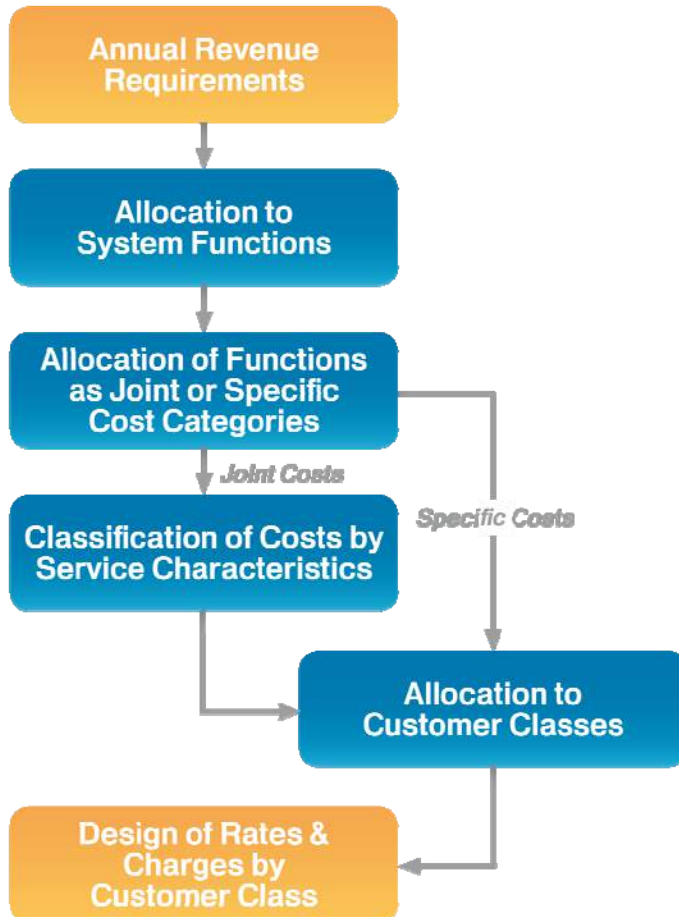 Annual Revenue
Requirements
Allocation to
System Functions
Allocation of Functions
as Joint or Specific
Cost Categories
Joint Costs
Specific Costs
Classification of Costs by
Service Characteristics
Allocation to
Customer Classes
Design of Rates &
Charges by
Customer Class